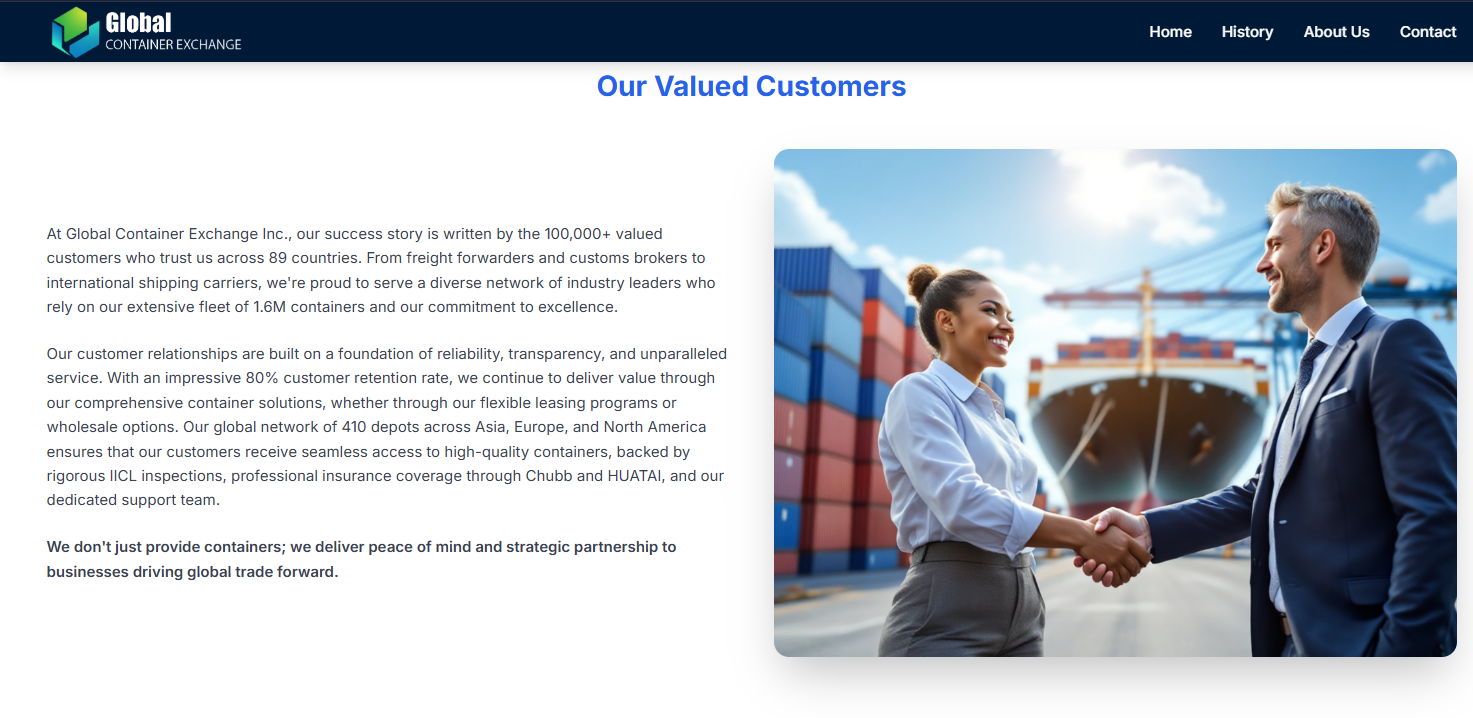 Global
CONTAINER EXCHANGE
Home
History
About Us
Contact
Our Valued Customers
At Global Container Exchange Inc., our success story is written by the 100,000+ valued
customers who trust us across 89 countries. From freight forwarders and customs brokers to
international shipping carriers, we're proud to serve a diverse network of industry leaders who
rely on our extensive fleet of 1.6M containers and our commitment to excellence.
Our customer relationships are built on a foundation of reliability, transparency, and unparalleled
service. With an impressive 80% customer retention rate, we continue to deliver value through
our comprehensive container solutions, whether through our flexible leasing programs or
wholesale options. Our global network of 410 depots across Asia, Europe, and North America
ensures that our customers receive seamless access to high-quality containers, backed by
rigorous IICL inspections, professional insurance coverage through Chubb and HUATAI, and our
dedicated support team.
We don't just provide containers; we deliver peace of mind and strategic partnership to
businesses driving global trade forward.